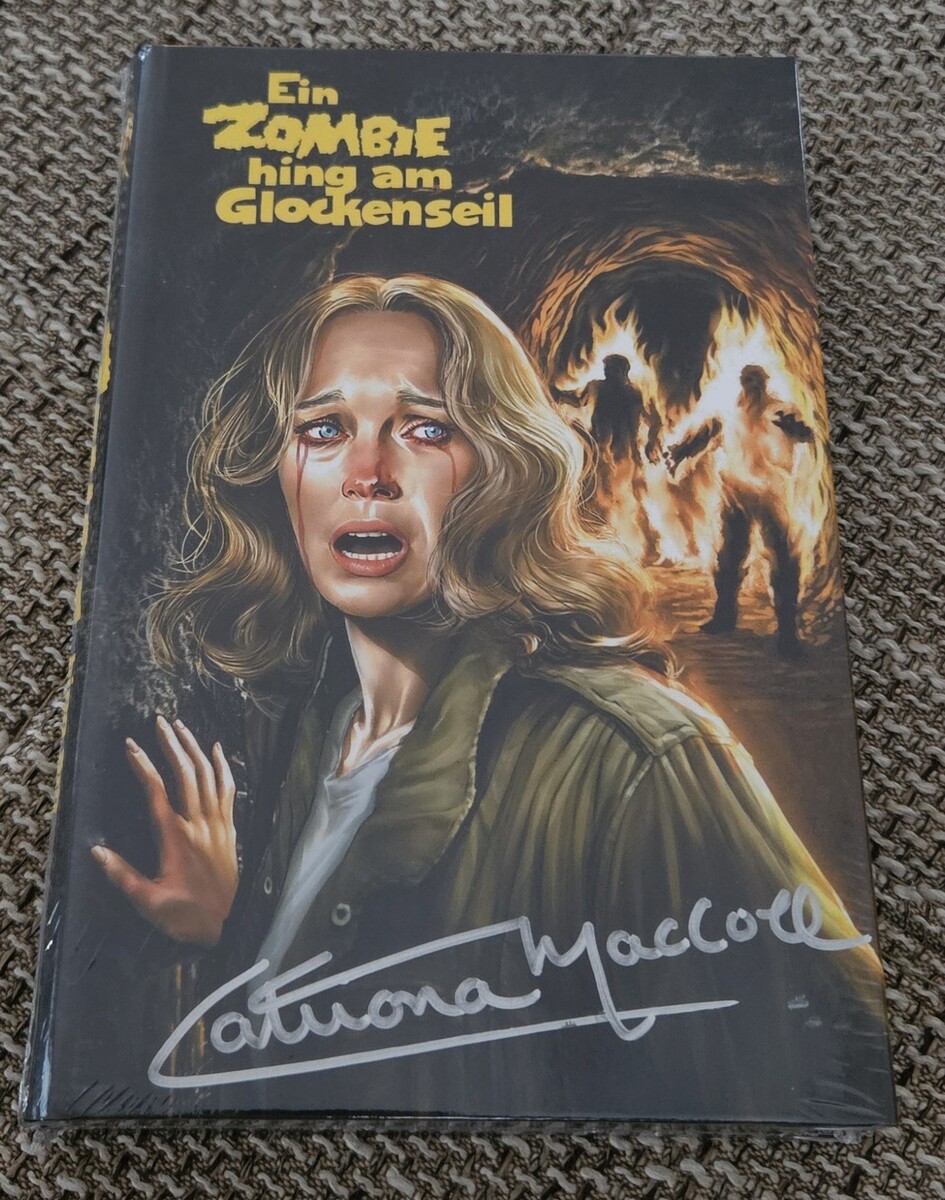 Ein
ZOMBIE
hing am
Glockenseil
Catriona MacColl